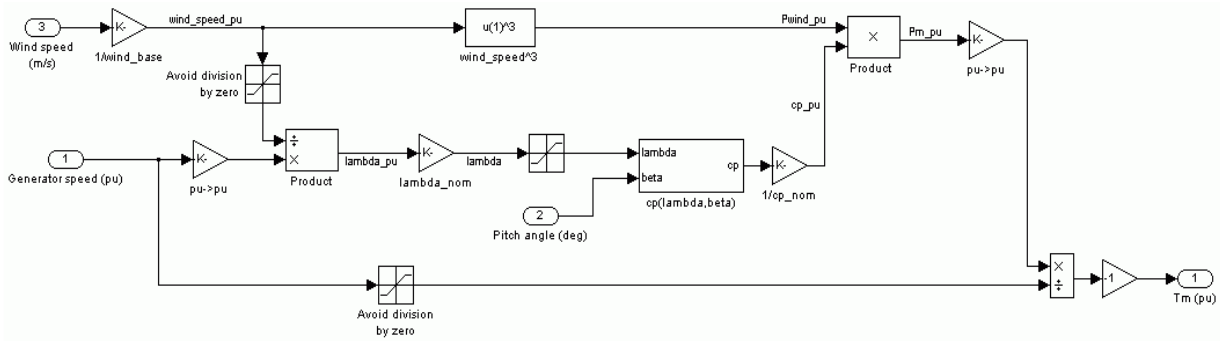 3
Wind speed
(m/s)
K-
1/wind_base
wind_speed_pu
u(1)^3
wind_speed^3
Pwind_pu
×
Product
Pm_pu
K-
pu->pu
Avoid division
by zero
cp_pu
1
Generator speed (pu)
K-
pu->pu
÷
×
Product
lambda_pu
K-
lambda_nom
lambda
lambda
beta
cp
cp(lambda,beta)
K-
1/cp_nom
2
Pitch angle (deg)
Avoid division
by zero
×
÷
-1
1
Tm (pu)